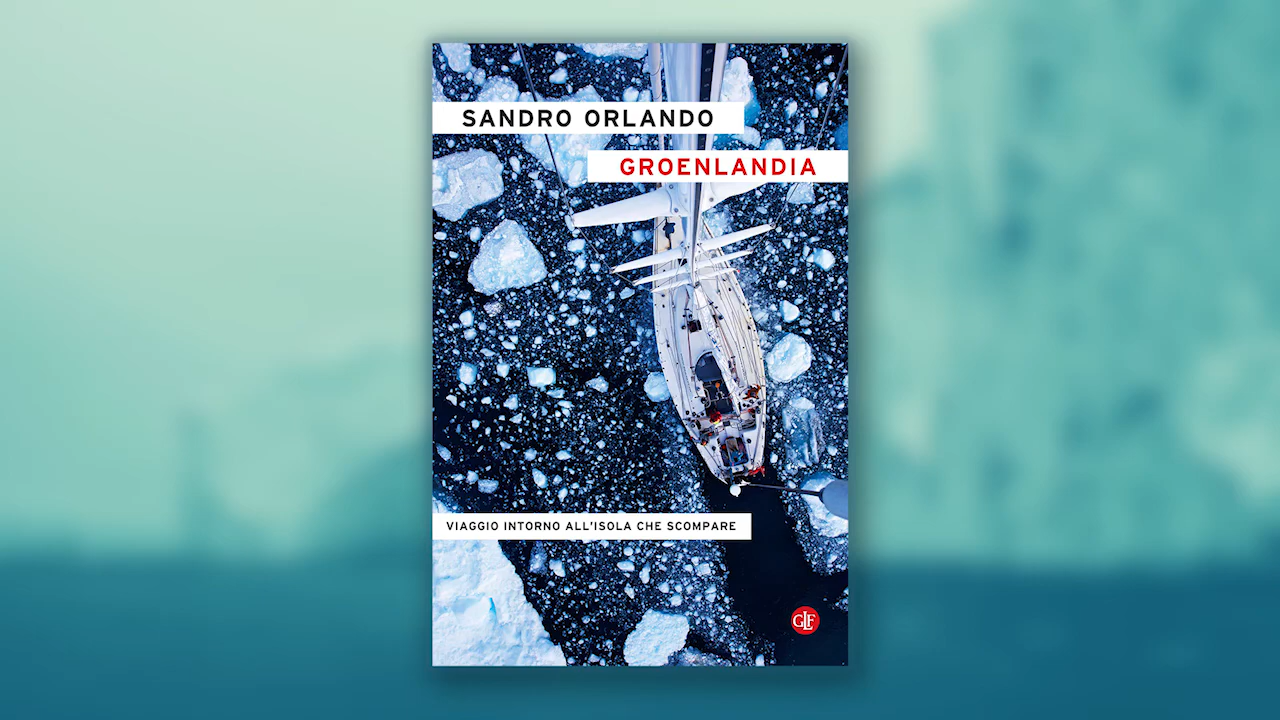 SANDRO ORLANDO
GROENLANDIA
VIAGGIO INTORNO ALL'ISOLA CHE SCOMPARE
GLF